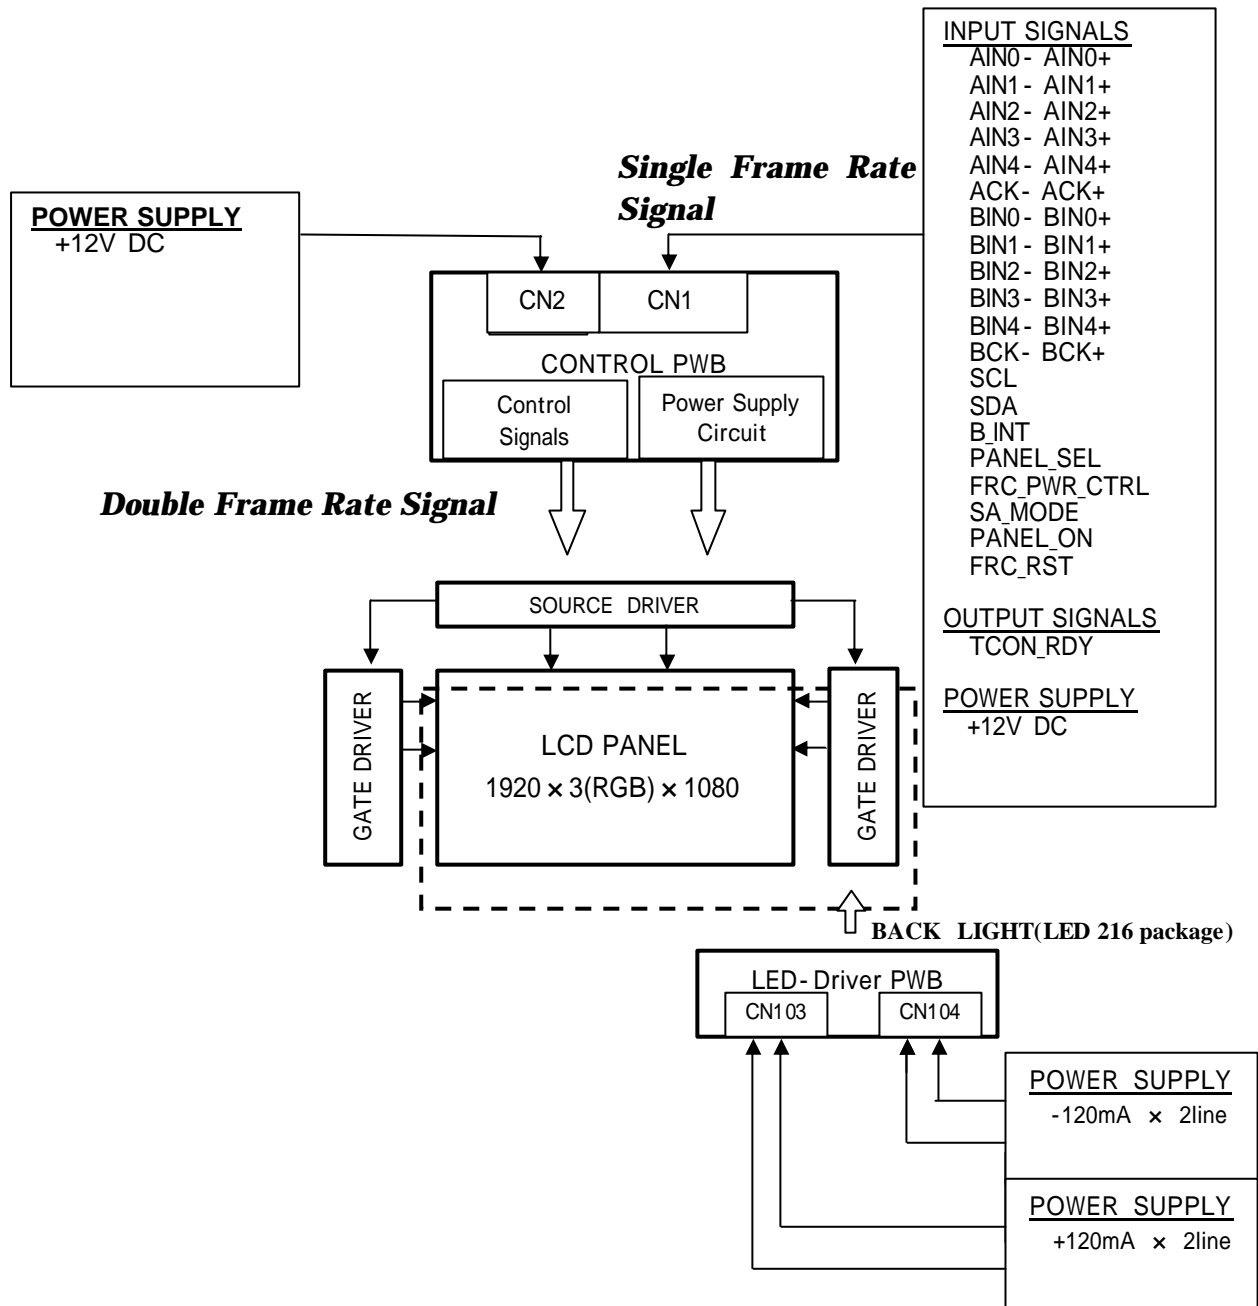 INPUT SIGNALS
AIN0- AIN0+
AIN1- AIN1+
AIN2- AIN2+
AIN3- AIN3+
AIN4- AIN4+
ACK- ACK+
BIN0- BIN0+
BIN1- BIN1+
BIN2- BIN2+
BIN3- BIN3+
BIN4- BIN4+
BCK- BCK+
SCL
SDA
B_INT
PANEL_SEL
FRC_PWR_CTRL
SA_MODE
PANEL_ON
FRC_RST
OUTPUT SIGNALS
TCON_RDY
POWER SUPPLY
+12V DC
Single Frame Rate
Signal
POWER SUPPLY
+12V DC
CN2
CN1
CONTROL PWB
Control
Signals
Power Supply
Circuit
Double Frame Rate Signal
SOURCE DRIVER
GATE DRIVER
LCD PANEL
1920 × 3(RGB) × 1080
GATE DRIVER
BACK LIGHT(LED 216 package)
LED-Driver PWB
CN103
CN104
POWER SUPPLY
-120mA × 2line
POWER SUPPLY
+120mA × 2line